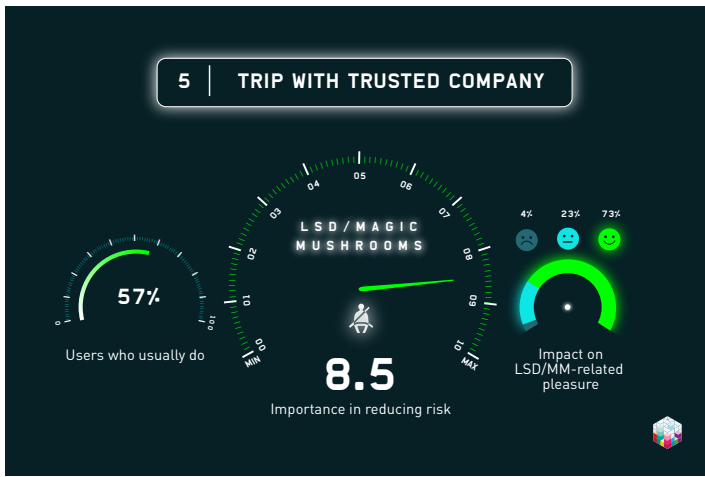 5 TRIP WITH TRUSTED COMPANY
LSD/MAGIC
MUSHROOMS
MIN
00
01
02
03
04
05
06
07
08
09
10
MAX
8.5
Importance in reducing risk
0
57%
100
Users who usually do
4% 23% 73%
Impact on
LSD/MM-related
pleasure